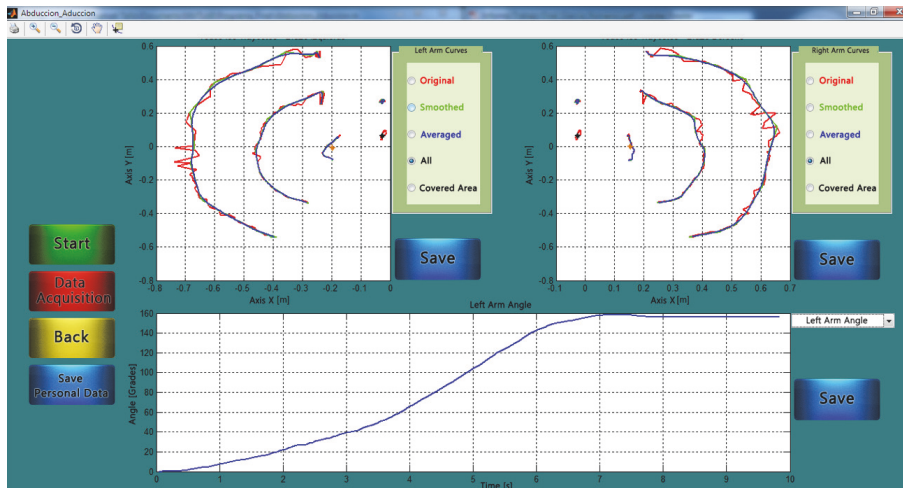 Abduccion_Aduccion
Left Arm Curves
Original
Smoothed
Averaged
All
Covered Area
Right Arm Curves
Original
Smoothed
Averaged
All
Covered Area
0.6
0.4
0.2
0
-0.2
-0.4
-0.6
-0.8
Axis Y [m]
-0.8 -0.7 -0.6 -0.5 -0.4 -0.3 -0.2 -0.1 0
Axis X [m]
0.6
0.4
0.2
0
-0.2
-0.4
-0.6
-0.8
Axis Y [m]
-0.1 0 0.1 0.2 0.3 0.4 0.5 0.6 0.7
Axis X [m]
Save
Save
Start
Data
Acquisition
Back
Save
Personal Data
Left Arm Angle
160
140
120
100
80
60
40
20
0
Angle [Grades]
0 1 2 3 4 5 6 7 8 9 10
Time [s]
Left Arm Angle
Save